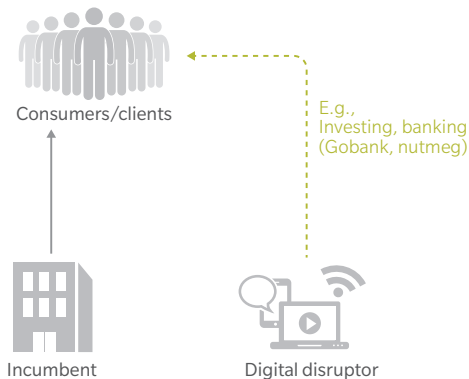 Consumers/clients
E.g.,
Investing, banking
(Gobank, nutmeg)
Incumbent
Digital disruptor